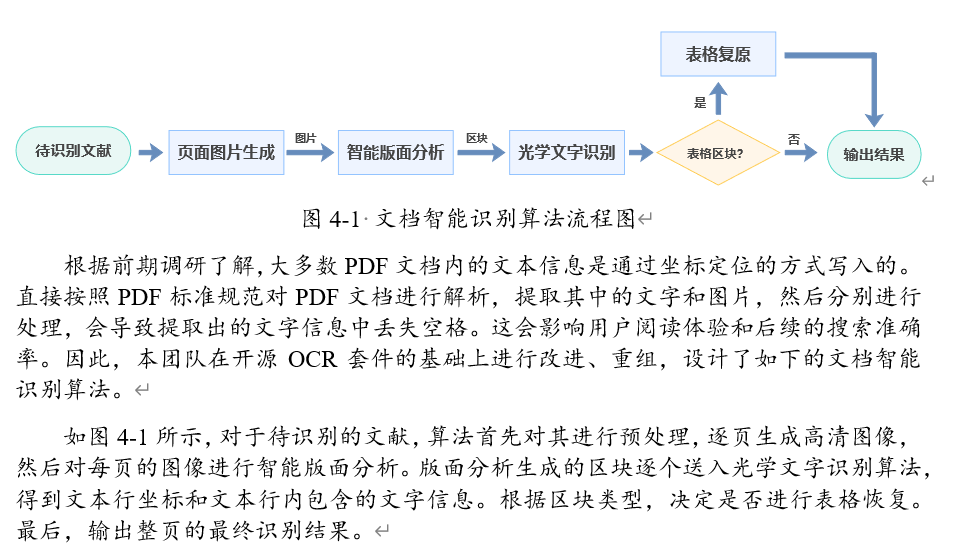 表格复原
是
待识别文献
页面图片生成
图片
智能版面分析
区块
光学文字识别
表格区块?
否
输出结果
图 4-1·文档智能识别算法流程图
根据前期调研了解,大多数 PDF 文档内的文本信息是通过坐标定位的方式写入的。
直接按照 PDF 标准规范对 PDF 文档进行解析，提取其中的文字和图片，然后分别进行
处理，会导致提取出的文字信息中丢失空格。这会影响用户阅读体验和后续的搜索准确
率。因此，本团队在开源 OCR 套件的基础上进行改进、重组，设计了如下的文档智能
识别算法。
如图 4-1 所示,对于待识别的文献,算法首先对其进行预处理,逐页生成高清图像，
然后对每页的图像进行智能版面分析。版面分析生成的区块逐个送入光学文字识别算法，
得到文本行坐标和文本行内包含的文字信息。根据区块类型，决定是否进行表格恢复。
最后，输出整页的最终识别结果。